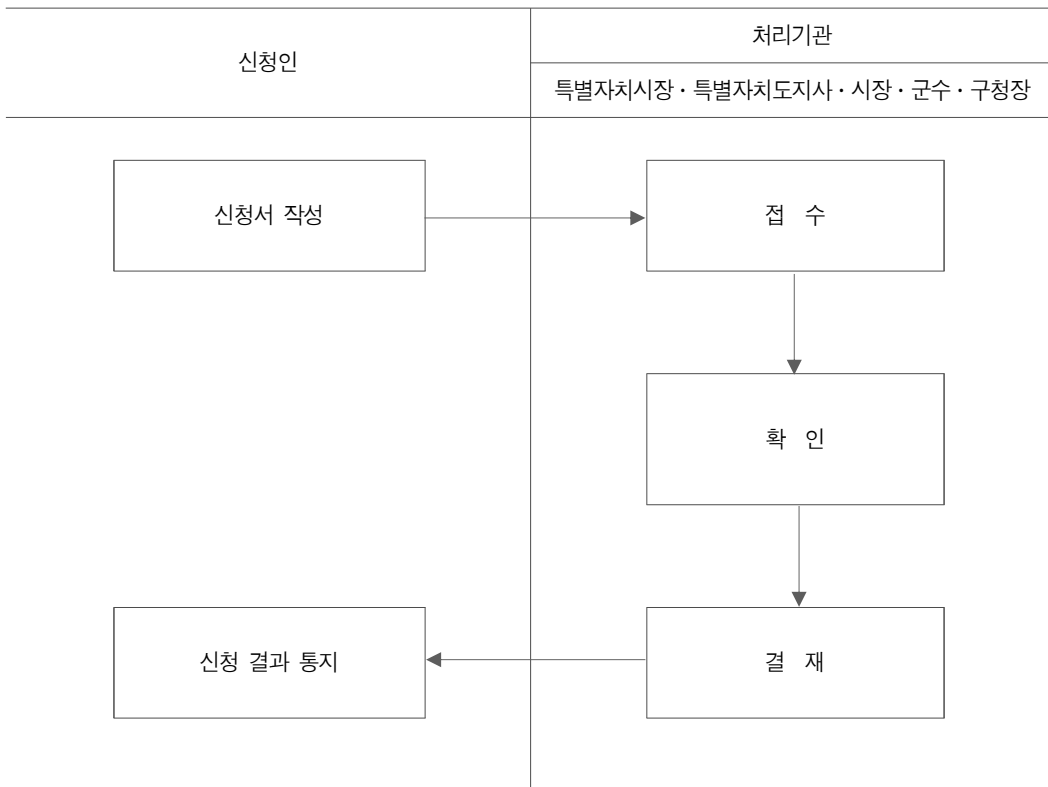 신청인
처리기관
특별자치시장・특별자치도지사・시장・군수・구청장
신청서 작성
접 수
확 인
신청 결과 통지
결 재